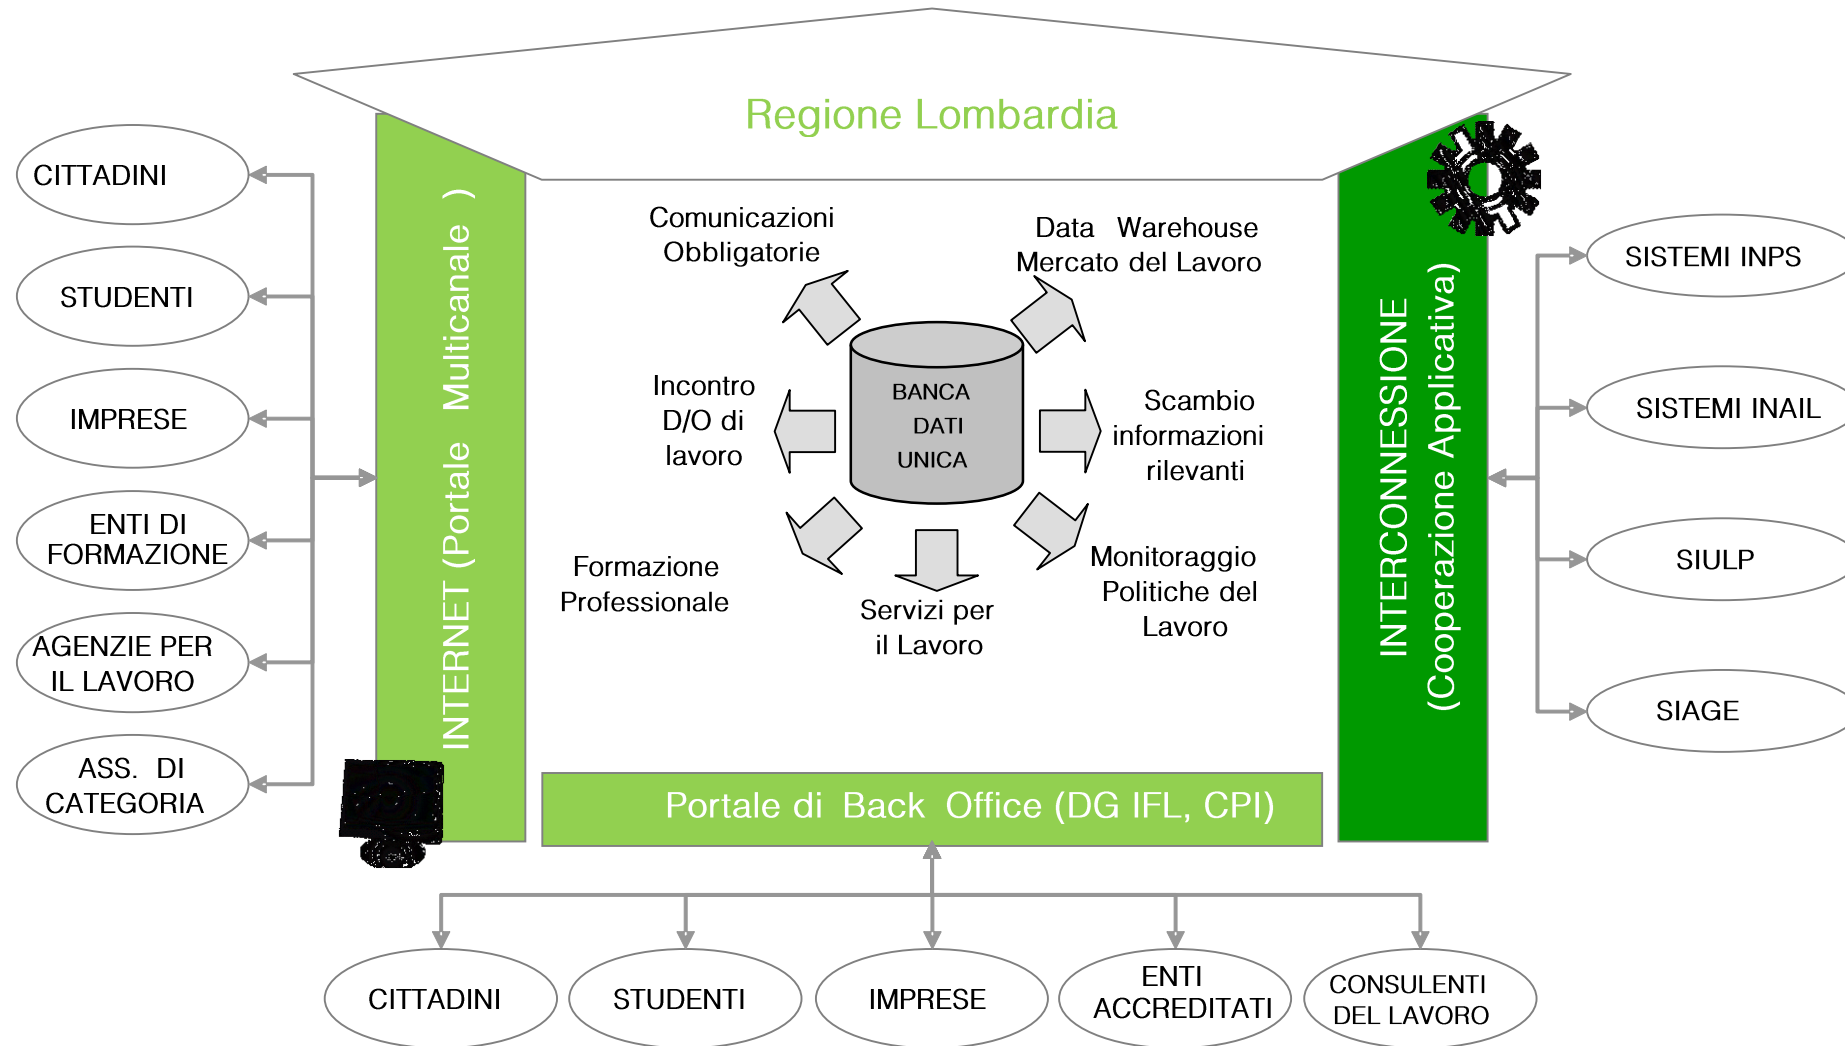 Regione Lombardia
CITTADINI
STUDENTI
IMPRESE
ENTI DI
FORMAZIONE
AGENZIE PER
IL LAVORO
ASS. DI
CATEGORIA
INTERNET (Portale Multicanale )
Comunicazioni
Obbligatorie
Data Warehouse
Mercato del Lavoro
Incontro
D/O di
lavoro
BANCA
DATI
UNICA
Scambio
informazioni
rilevanti
Formazione
Professionale
Servizi per
il Lavoro
Monitoraggio
Politiche del
Lavoro
INTERCONNESSIONE
(Cooperazione Applicativa)
SISTEMI INPS
SISTEMI INAIL
SIULP
SIAGE
Portale di Back Office (DG IFL, CPI)
CITTADINI
STUDENTI
IMPRESE
ENTI
ACCREDITATI
CONSULENTI
DEL LAVORO